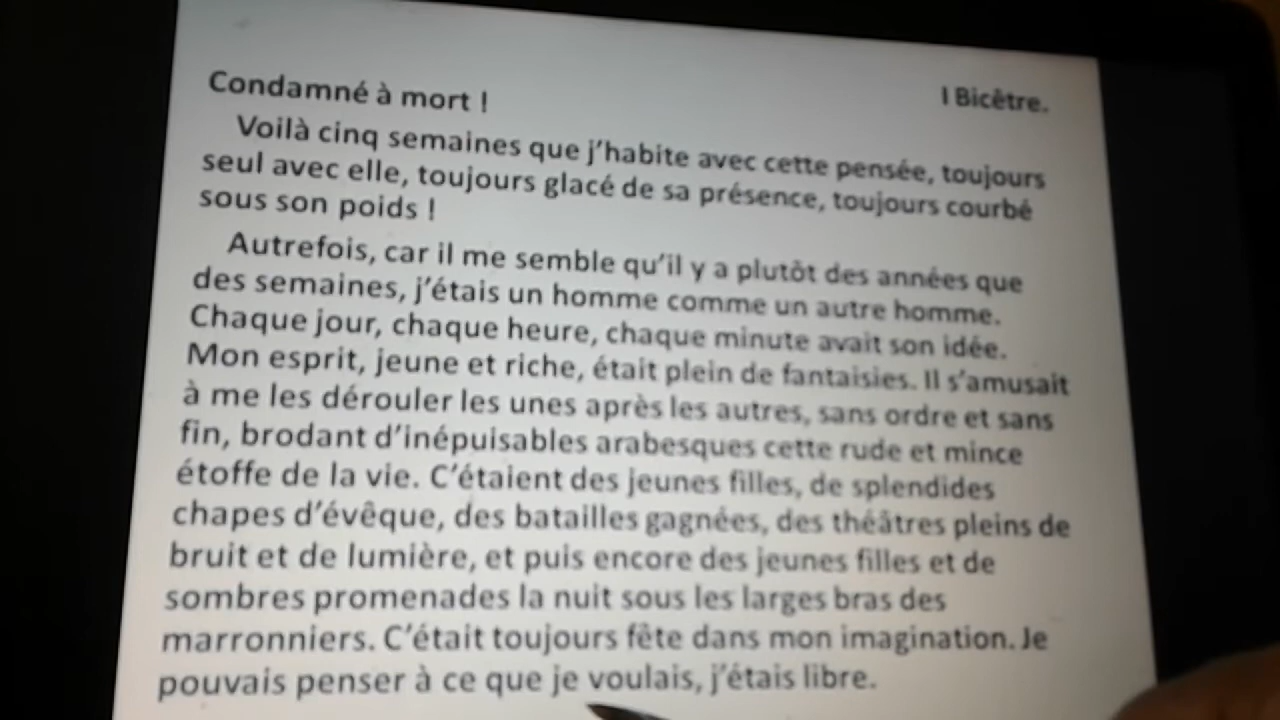 Condamné à mort !
I Bicêtre.
Voilà cinq semaines que j'habite avec cette pensée, toujours
seul avec elle, toujours glacé de sa présence, toujours courbé
sous son poids !
Autrefois, car il me semble qu'il y a plutôt des années que
des semaines, j'étais un homme comme un autre homme.
Chaque jour, chaque heure, chaque minute avait son idée.
Mon esprit, jeune et riche, était plein de fantaisies. Il s'amusait
à me les dérouler les unes après les autres, sans ordre et sans
fin, brodant d'inépuisables arabesques cette rude et mince
étoffe de la vie. C'étaient des jeunes filles, de splendides
chapes d'évêque, des batailles gagnées, des théâtres pleins de
bruit et de lumière, et puis encore des jeunes filles et de
sombres promenades la nuit sous les larges bras des
marronniers. C'était toujours fête dans mon imagination. Je
pouvais penser à ce que je voulais, j'étais libre.